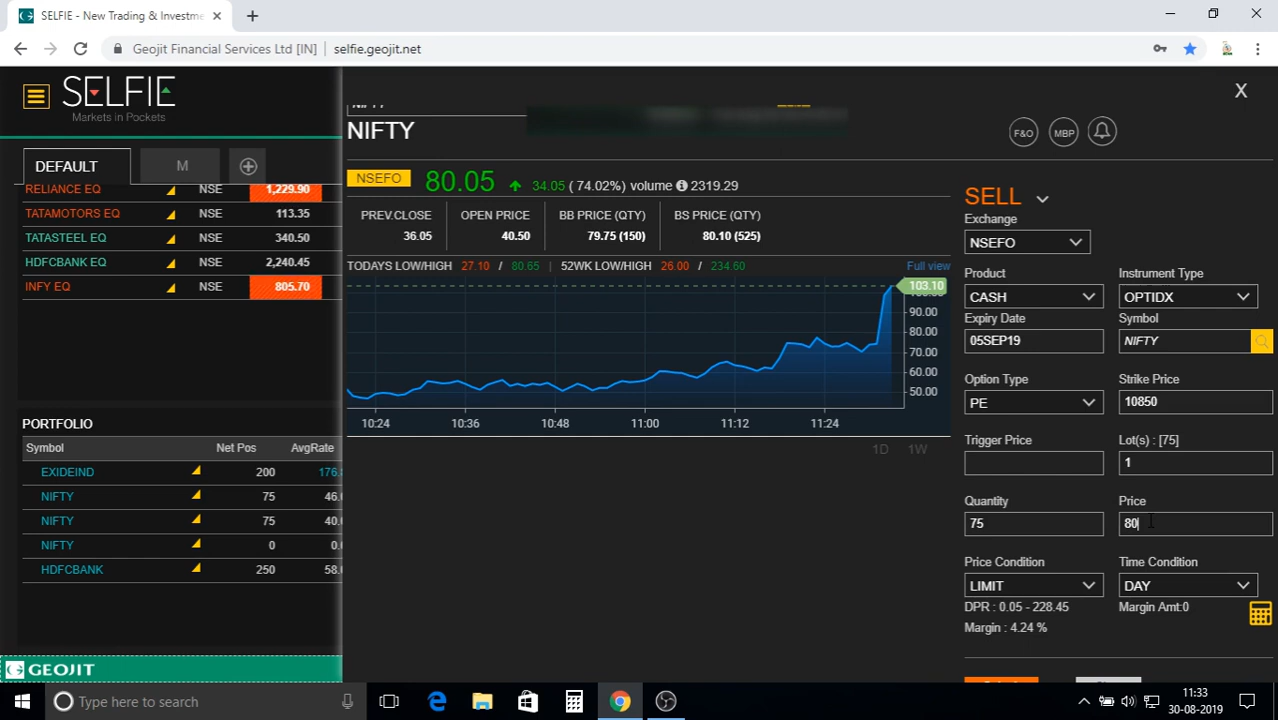 SELFIE - New Trading & Investme
Geojit Financial Services Ltd [IN] selfie.geojit.net
SELFIE
Markets in Pockets
DEFAULT M
RELIANCE EQ NSE 1,229.90
TATAMOTORS EQ NSE 113.35
TATASTEEL EQ NSE 340.50
HDFCBANK EQ NSE 2,240.45
INFY EQ NSE 805.70
PORTFOLIO
Symbol Net Pos AvgRate
EXIDEIND 200 176.
NIFTY 75 46.
NIFTY 75 40.
NIFTY 0 0.
HDFCBANK 250 58.
GEOJIT
X
NIFTY
NIFTY
F&O MBP
NSEFO 80.05 34.05 ( 74.02%) volume 2319.29
PREV.CLOSE OPEN PRICE BB PRICE (QTY) BS PRICE (QTY)
36.05 40.50 79.75 (150) 80.10 (525)
TODAYS LOW/HIGH 27.10 / 80.65 | 52WK LOW/HIGH 26.00 / 234.60 Full view
103.10
90.00
80.00
70.00
60.00
50.00
10:24 10:36 10:48 11:00 11:12 11:24
1D 1W
SELL
Exchange
NSEFO
Product Instrument Type
CASH OPTIDX
Expiry Date Symbol
05SEP19 NIFTY
Option Type Strike Price
PE 10850
Trigger Price Lot(s) : [75]
1
Quantity Price
75 80
Price Condition Time Condition
LIMIT DAY
DPR : 0.05 - 228.45 Margin Amt:0
Margin : 4.24 %
Type here to search
11:33
30-08-2019